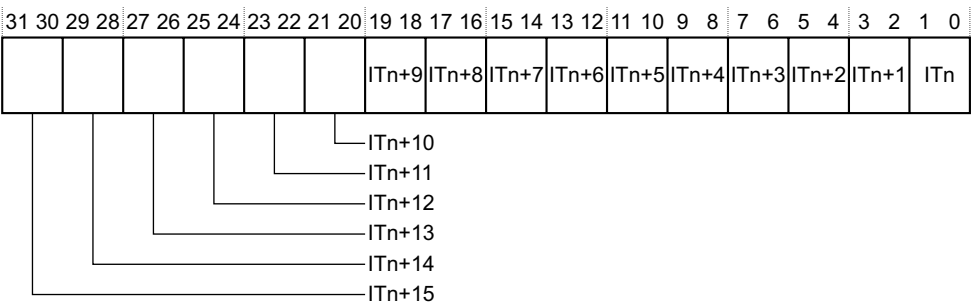 31 30 29 28 27 26 25 24 23 22 21 20 19 18 17 16 15 14 13 12 11 10 9 8 7 6 5 4 3 2 1 0
ITn+9 ITn+8 ITn+7 ITn+6 ITn+5 ITn+4 ITn+3 ITn+2 ITn+1 ITn
ITn+10
ITn+11
ITn+12
ITn+13
ITn+14
ITn+15